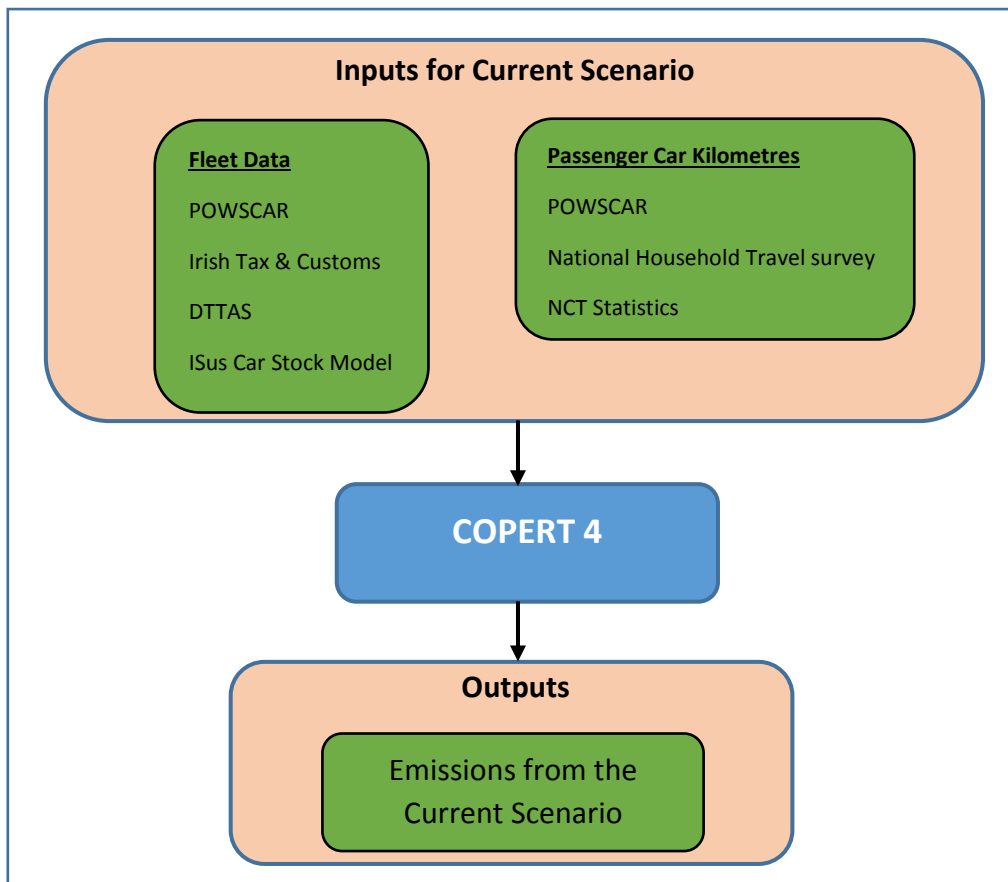 Inputs for Current Scenario
Fleet Data
POWSCAR
Irish Tax & Customs
DTTAS
ISus Car Stock Model
Passenger Car Kilometres
POWSCAR
National Household Travel survey
NCT Statistics
COPERT 4
Outputs
Emissions from the
Current Scenario